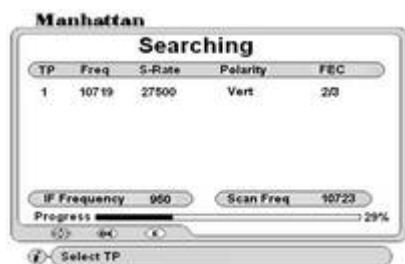 Manhattan
Searching
TP Freq S-Rate Polarity FEC
1 10719 27500 Vert 2/3
IF Frequency 950 Scan Freq 10723
Progress 29%
i Select TP